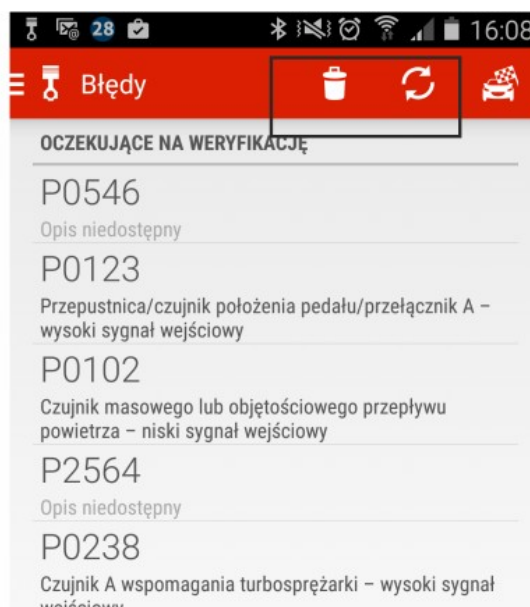 28
16:08
Błędy
OCZEKUJĄCE NA WERYFIKACJĘ
P0546
Opis niedostępny
P0123
Przepustnica/czujnik położenia pedału/przełącznik A –
wysoki sygnał wejściowy
P0102
Czujnik masowego lub objętościowego przepływu
powietrza – niski sygnał wejściowy
P2564
Opis niedostępny
P0238
Czujnik A wspomagania turbosprężarki – wysoki sygnał